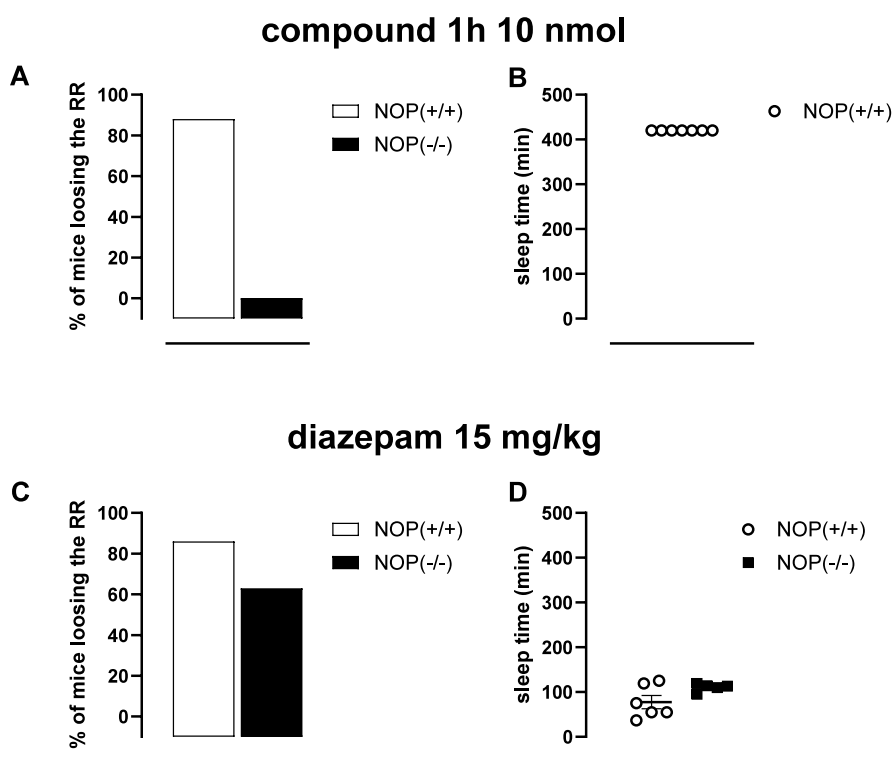 compound 1h 10 nmol
A
% of mice loosing the RR
100
80
60
40
20
0
NOP(+/+)
NOP(-/-)
B
sleep time (min)
500
400
300
200
100
0
NOP(+/+)
diazepam 15 mg/kg
C
% of mice loosing the RR
100
80
60
40
20
0
NOP(+/+)
NOP(-/-)
D
sleep time (min)
500
400
300
200
100
0
NOP(+/+)
NOP(-/-)